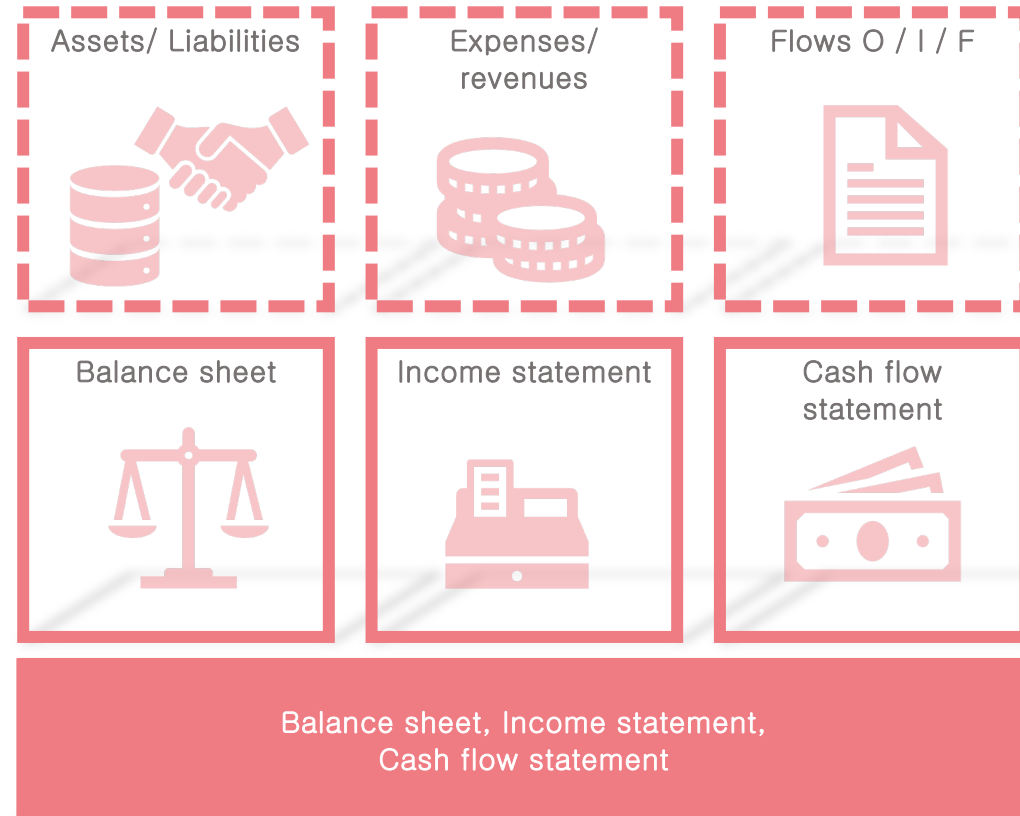 Assets/ Liabilities
Expenses/
revenues
Flows O / I / F
Balance sheet
Income statement
Cash flow
statement
Balance sheet, Income statement,
Cash flow statement